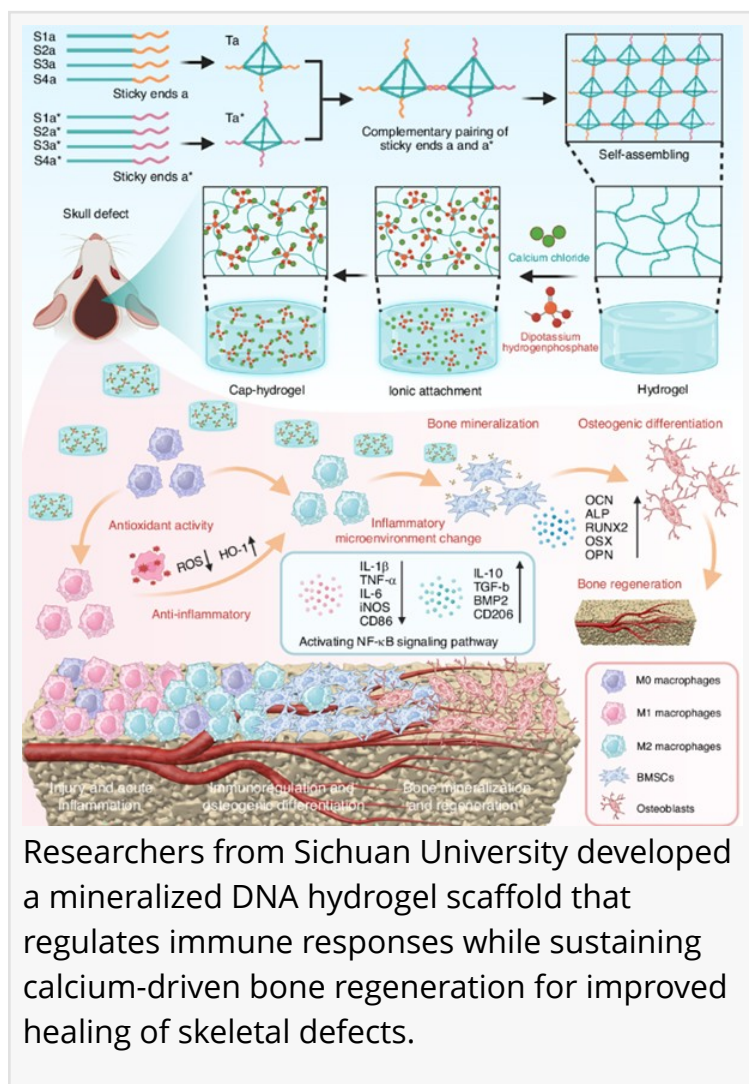 S1a
S2a
S3a
S4a
Sticky ends a
Ta
S1a*
S2a*
S3a*
S4a*
Sticky ends a*
Ta*
Complementary pairing of
sticky ends a and a*
Self-assembling
Skull defect
Calcium chloride
Dipotassium
hydrogenphosphate
Cap-hydrogel
Ionic attachment
Hydrogel
Bone mineralization
Osteogenic differentiation
Antioxidant activity
ROS HO-1
Anti-inflammatory
Inflammatory
microenvironment change
OCN
ALP
RUNX2
OSX
OPN
IL-1β
TNF-α
IL-6
iNOS
CD86
IL-10
TGF-b
BMP2
CD206
Activating NF-κB signaling pathway
Bone regeneration
M0 macrophages
M1 macrophages
M2 macrophages
BMSCs
Osteoblasts
Injury and acute
inflammation
Immunoregulation and
osteogenic differentiation
Bone mineralization
and regeneration
Researchers from Sichuan University developed
a mineralized DNA hydrogel scaffold that
regulates immune responses while sustaining
calcium-driven bone regeneration for improved
healing of skeletal defects.